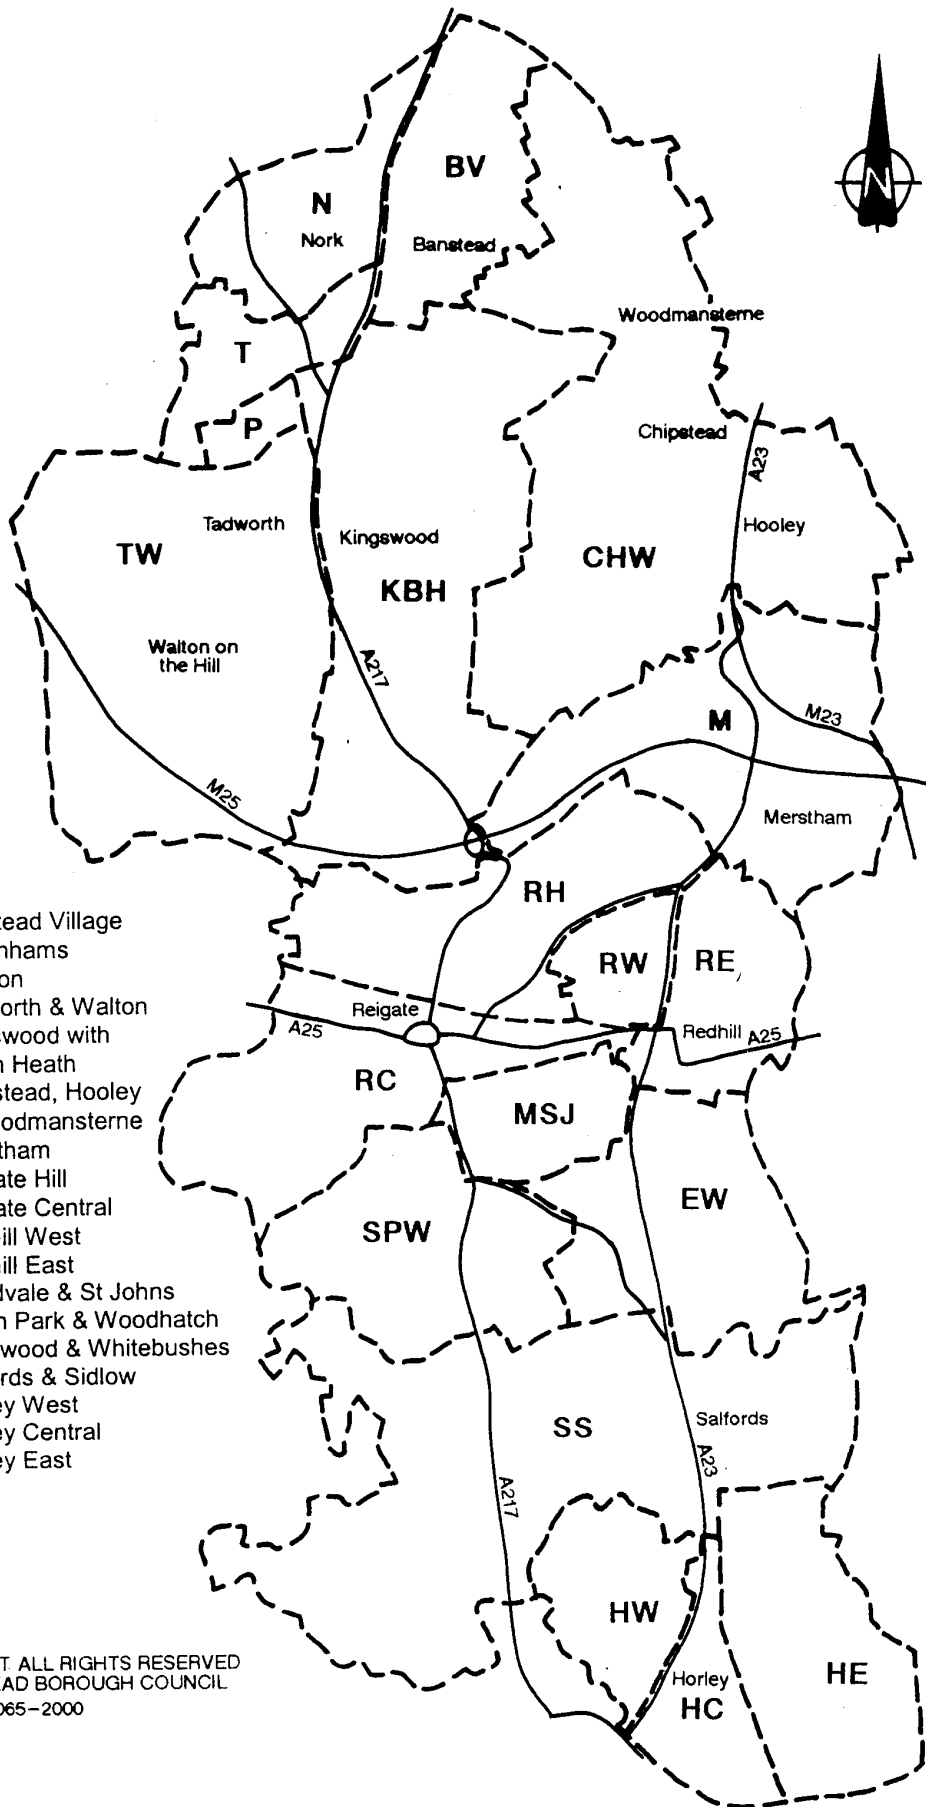 BV
N
Nork
Banstead
N
Woodmansterne
T
P
Chipstead
A23
Tadworth
Kingswood
Hooley
TW
KBH
CHW
Walton on
the Hill
A217
M
M23
M25
Merstham
RH
tead Village
nhams
on
orth & Walton
swood with
n Heath
stead, Hooley
oodmansterne
tham
ate Hill
ate Central
ill West
ill East
dvale & St Johns
n Park & Woodhatch
wood & Whitebushes
rds & Sidlow
ey West
ey Central
ey East
RW
RE
Reigate
A25
Redhill
A25
RC
MSJ
EW
SPW
SS
Salfords
A23
A217
HW
Horley
HC
HE
T. ALL RIGHTS RESERVED
EAD BOROUGH COUNCIL
065-2000